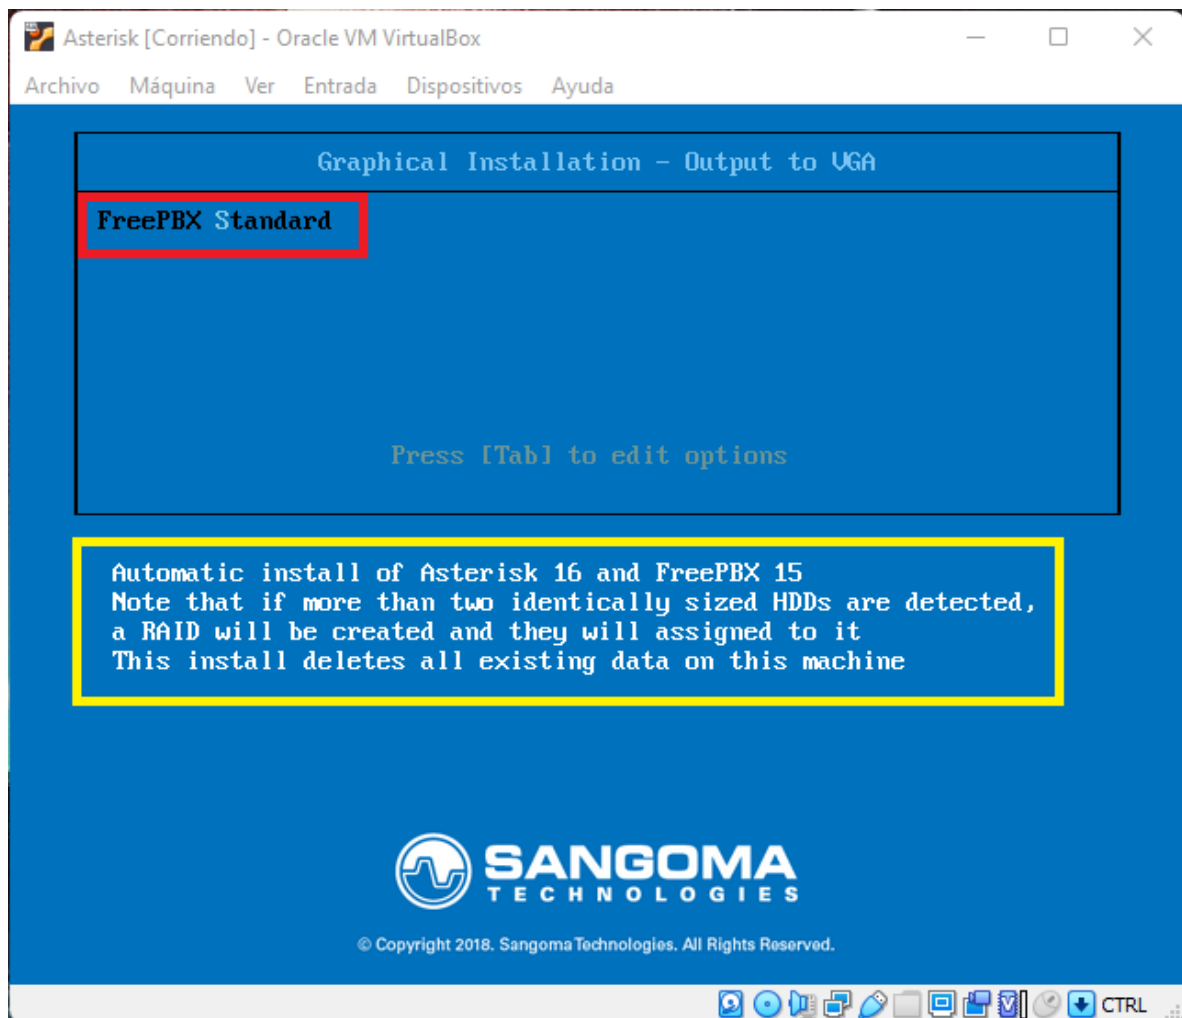 Asterisk [Corriendo] - Oracle VM VirtualBox
Archivo Máquina Ver Entrada Dispositivos Ayuda
Graphical Installation - Output to VGA
FreePBX Standard
Press [Tab] to edit options
Automatic install of Asterisk 16 and FreePBX 15
Note that if more than two identically sized HDDs are detected,
a RAID will be created and they will assigned to it
This install deletes all existing data on this machine
SANGOMA
TECHNOLOGIES
© Copyright 2018. Sangoma Technologies. All Rights Reserved.
CTRL